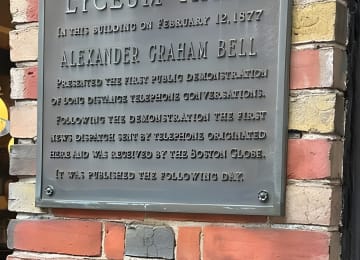 LYCEUM
IN THIS BUILDING ON FEBRUARY 12, 1877
ALEXANDER GRAHAM BELL
PRESENTED THE FIRST PUBLIC DEMONSTRATION
OF LONG DISTANCE TELEPHONE CONVERSATIONS.
FOLLOWING THE DEMONSTRATION THE FIRST
NEWS DISPATCH SENT BY TELEPHONE ORIGINATED
HERE AND WAS RECEIVED BY THE BOSTON GLOBE.
IT WAS PUBLISHED THE FOLLOWING DAY.